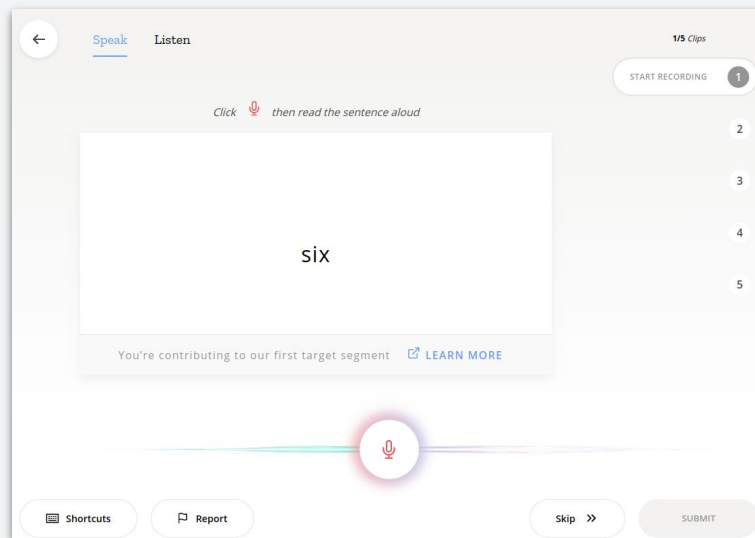 Speak Listen 1/5 Clips
START RECORDING 1
Click then read the sentence aloud
2
3
4
5
six
You're contributing to our first target segment LEARN MORE
Shortcuts Report Skip SUBMIT